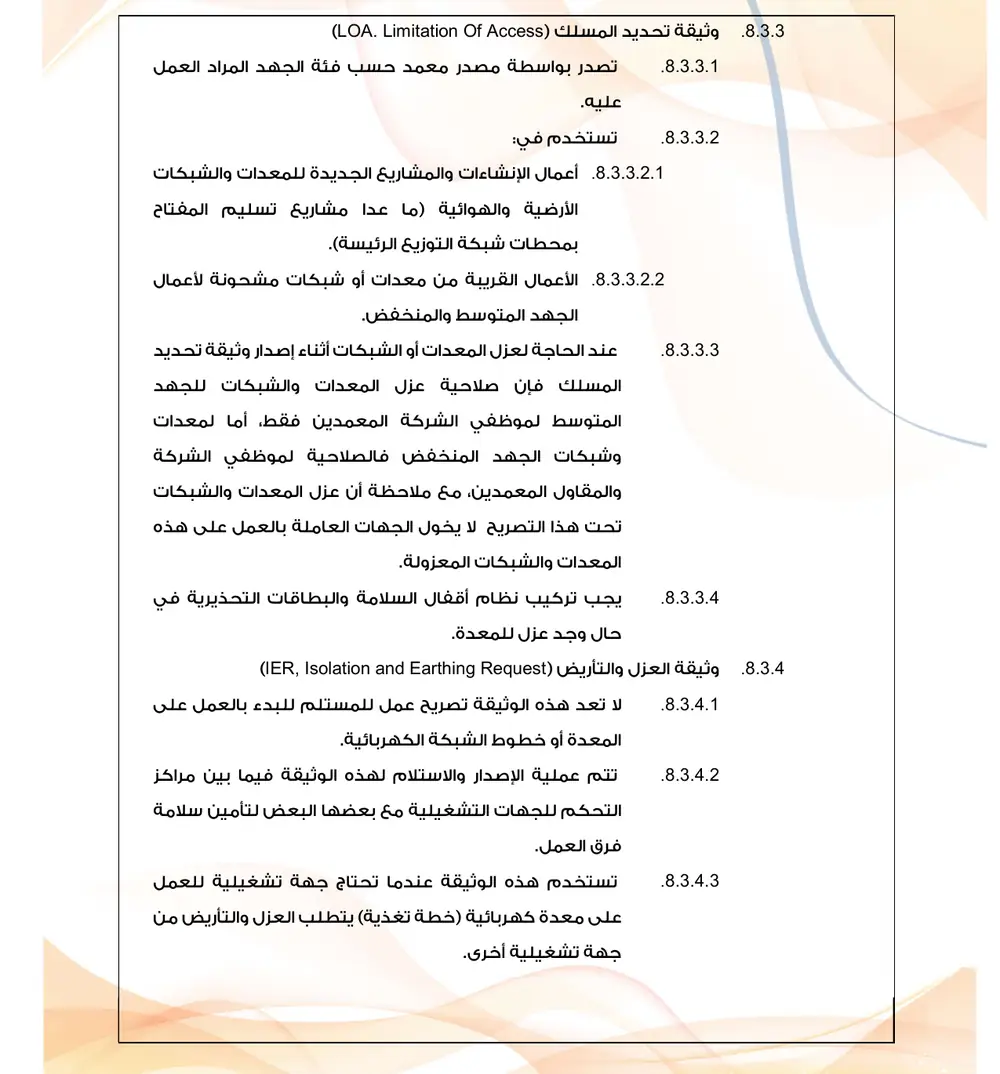 8.3.3. وثيقة تحديد المسلك (LOA. Limitation Of Access)
8.3.3.1. تصدر بواسطة مصدر معمد حسب فئة الجهد المراد العمل
عليه.
8.3.3.2. تستخدم في:
8.3.3.2.1. أعمال الإنشاءات والمشاريع الجديدة للمعدات والشبكات
الأرضية والهوائية (ما عدا مشاريع تسليم المفتاح
بمحطات شبكة التوزيع الرئيسة).
8.3.3.2.2. الأعمال القريبة من معدات أو شبكات مشحونة لأعمال
الجهد المتوسط والمنخفض.
8.3.3.3. عند الحاجة لعزل المعدات أو الشبكات أثناء إصدار وثيقة تحديد
المسلك فإن صلاحية عزل المعدات والشبكات للجهد
المتوسط لموظفي الشركة المعمدين فقط، أما لمعدات
وشبكات الجهد المنخفض فالصلاحية لموظفي الشركة
والمقاول المعمدين، مع ملاحظة أن عزل المعدات والشبكات
تحت هذا التصريح لا يخول الجهات العاملة بالعمل على هذه
المعدات والشبكات المعزولة.
8.3.3.4. يجب تركيب نظام أقفال السلامة والبطاقات التحذيرية في
حال وجد عزل للمعدة.
8.3.4. وثيقة العزل والتأريض (IER, Isolation and Earthing Request)
8.3.4.1. لا تعد هذه الوثيقة تصريح عمل للمستلم للبدء بالعمل على
المعدة أو خطوط الشبكة الكهربائية.
8.3.4.2. تتم عملية الإصدار والاستلام لهذه الوثيقة فيما بين مراكز
التحكم للجهات التشغيلية مع بعضها البعض لتأمين سلامة
فرق العمل.
8.3.4.3. تستخدم هذه الوثيقة عندما تحتاج جهة تشغيلية للعمل
على معدة كهربائية (خطة تغذية) يتطلب العزل والتأريض من
جهة تشغيلية أخرى.